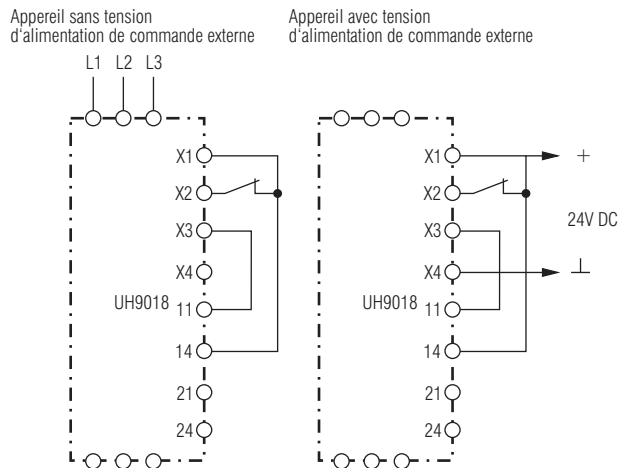 Appereil sans tension
d'alimentation de commande externe
L1 L2 L3
X1
X2
X3
X4
UH9018 11
14
21
24
Appereil avec tension
d'alimentation de commande externe
X1 +
X2
24V DC
X3
X4 ⊥
UH9018 11
14
21
24